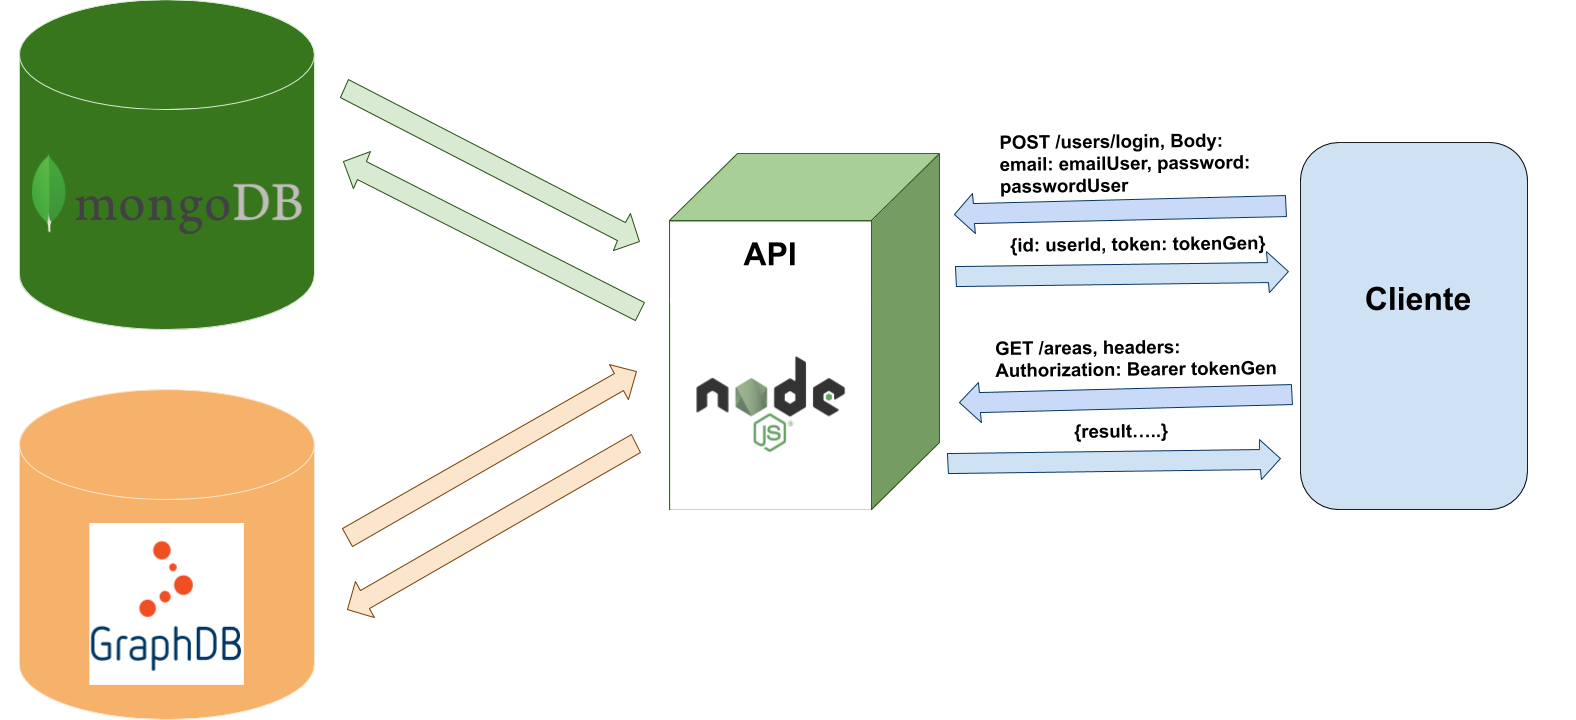 mongoDB
GraphDB
API
node
JS
POST /users/login, Body:
email: emailUser, password:
passwordUser
{id: userId, token: tokenGen}
GET /areas, headers:
Authorization: Bearer tokenGen
{result…..}
Cliente